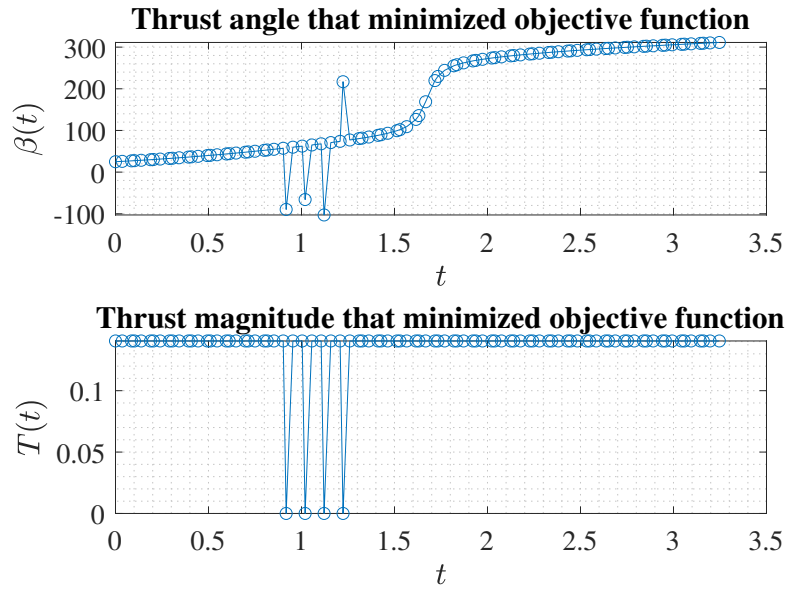 Thrust angle that minimized objective function
300
200
100
0
-100
β(t)
0 0.5 1 1.5 2 2.5 3 3.5
t
Thrust magnitude that minimized objective function
0.1
0.05
0
T(t)
0 0.5 1 1.5 2 2.5 3 3.5
t